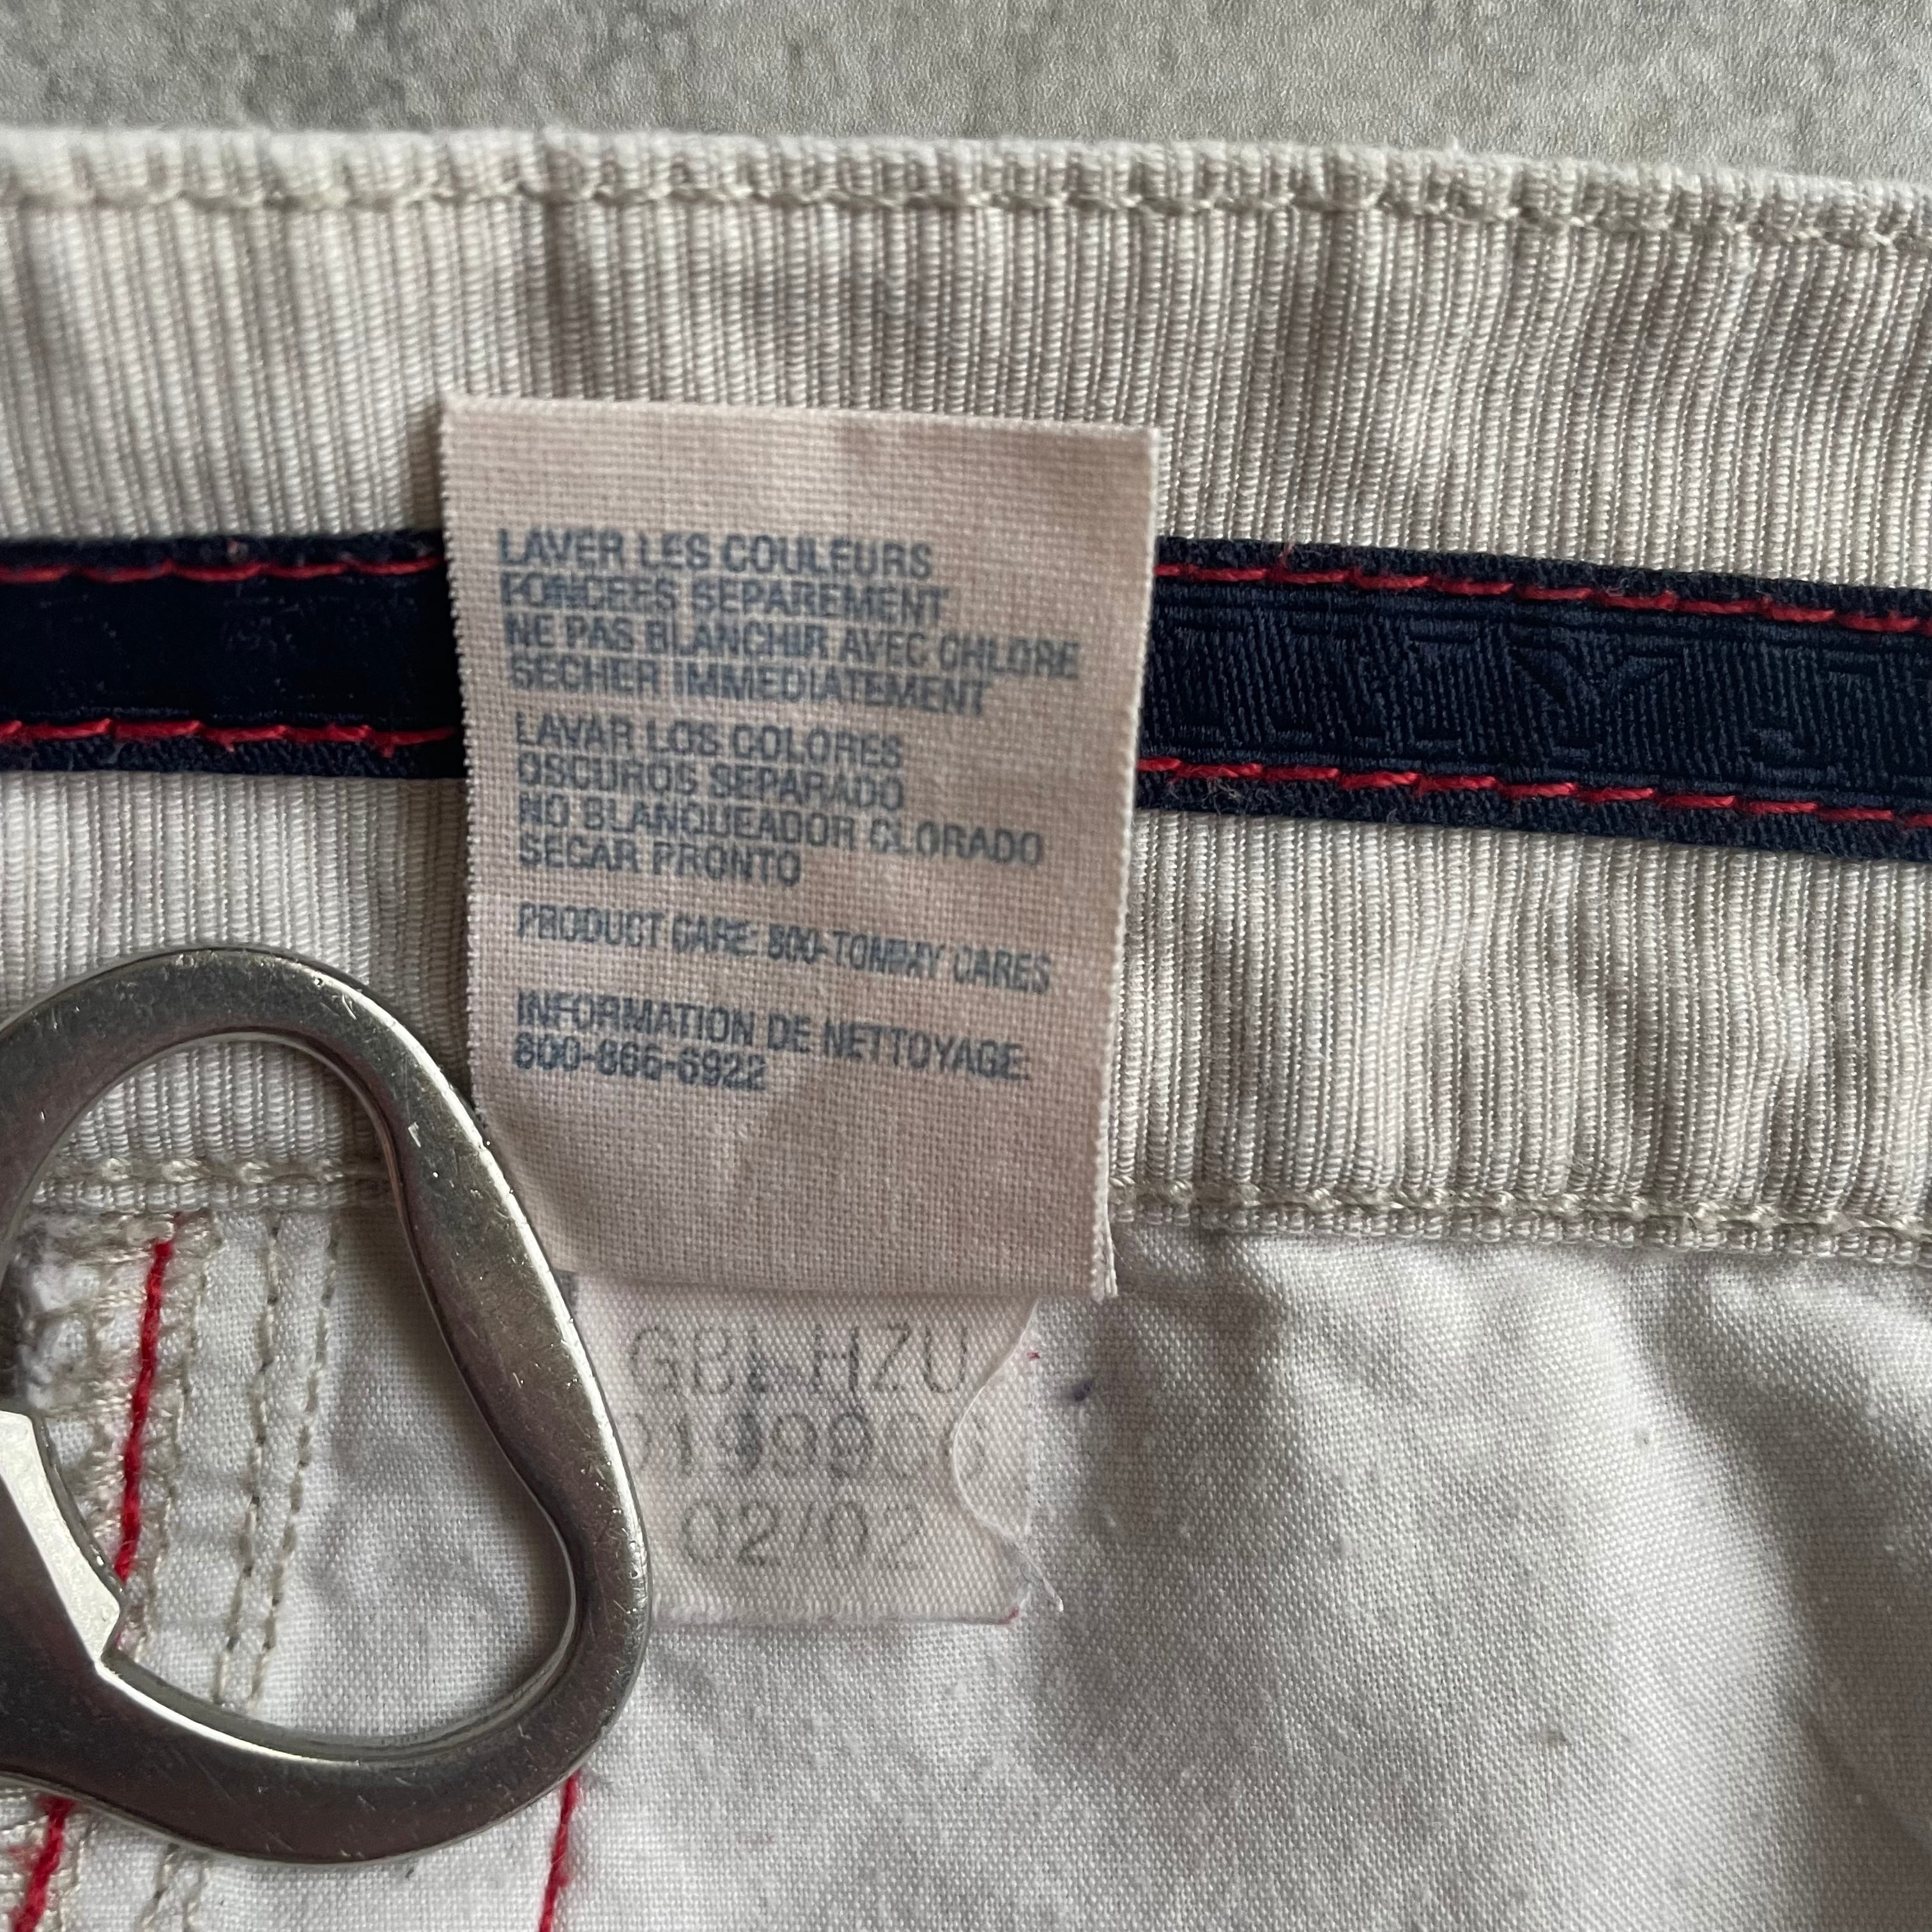 LAVER LES COULEURS
FONCEES SEPAREMENT
NE PAS BLANCHIR AVEC CHLORE
SECHER IMMEDIATEMENT
LAVAR LOS COLORES
OSCUROS SEPARADO
NO BLANQUEADOR CLORADO
SECAR PRONTO
PRODUCT CARE: 800-TOMMY CARES
INFORMATION DE NETTOYAGE:
800-866-6922
HZU
02/02